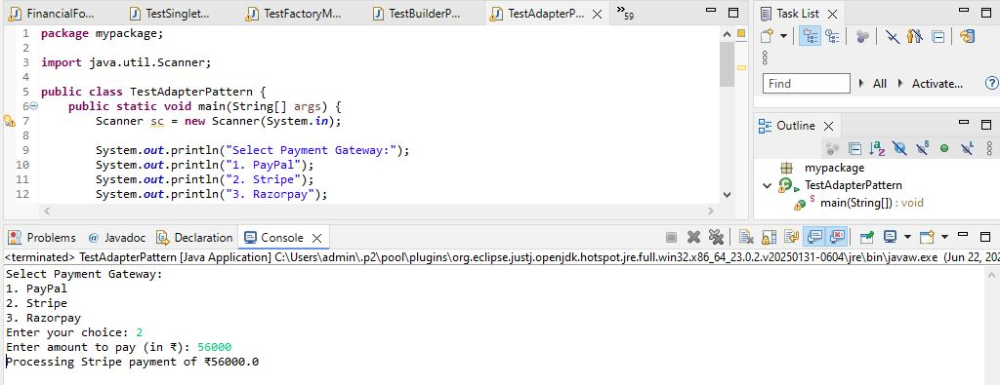 FinancialFo...
TestSinglet...
TestFactoryM...
TestBuilderP...
TestAdapterP...
»59
1 package mypackage;
2
3 import java.util.Scanner;
4
5 public class TestAdapterPattern {
6 public static void main(String[] args) {
7 Scanner sc = new Scanner(System.in);
8
9 System.out.println("Select Payment Gateway:");
10 System.out.println("1. PayPal");
11 System.out.println("2. Stripe");
12 System.out.println("3. Razorpay");
Task List
Find
All
Activate...
Outline
mypackage
TestAdapterPattern
main(String[]) : void
Problems
Javadoc
Declaration
Console
<terminated> TestAdapterPattern [Java Application] C:\Users\admin\.p2\pool\plugins\org.eclipse.justj.openjdk.hotspot.jre.full.win32.x86_64_23.0.2.v20250131-0604\jre\bin\javaw.exe (Jun 22, 202
Select Payment Gateway:
1. PayPal
2. Stripe
3. Razorpay
Enter your choice: 2
Enter amount to pay (in ₹): 56000
Processing Stripe payment of ₹56000.0